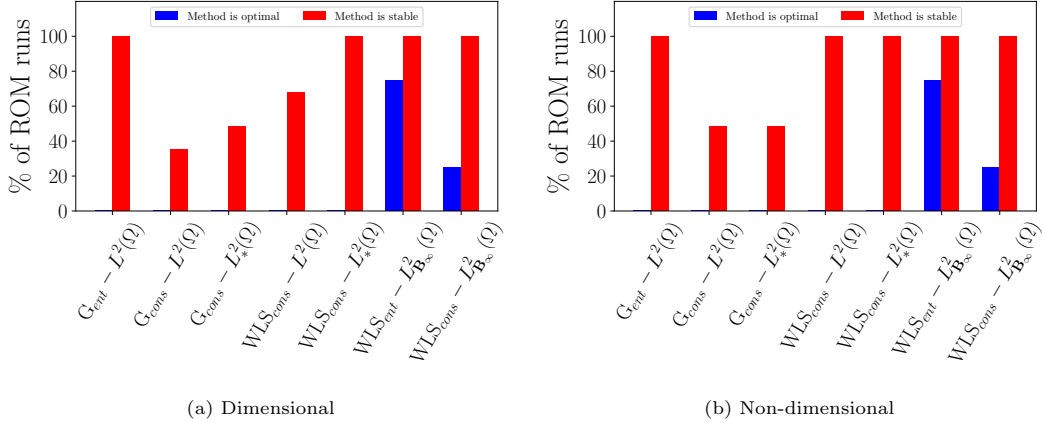 Method is optimal Method is stable
% of ROM runs
100
80
60
40
20
0
G_ent − L²(Ω)
G_cons − L²(Ω)
G_cons − L²_*(Ω)
WLS_cons − L²(Ω)
WLS_cons − L²_*(Ω)
WLS_ent − L²_B∞(Ω)
WLS_cons − L²_B∞(Ω)
(a) Dimensional
Method is optimal Method is stable
% of ROM runs
100
80
60
40
20
0
G_ent − L²(Ω)
G_cons − L²(Ω)
G_cons − L²_*(Ω)
WLS_cons − L²(Ω)
WLS_cons − L²_*(Ω)
WLS_ent − L²_B∞(Ω)
WLS_cons − L²_B∞(Ω)
(b) Non-dimensional